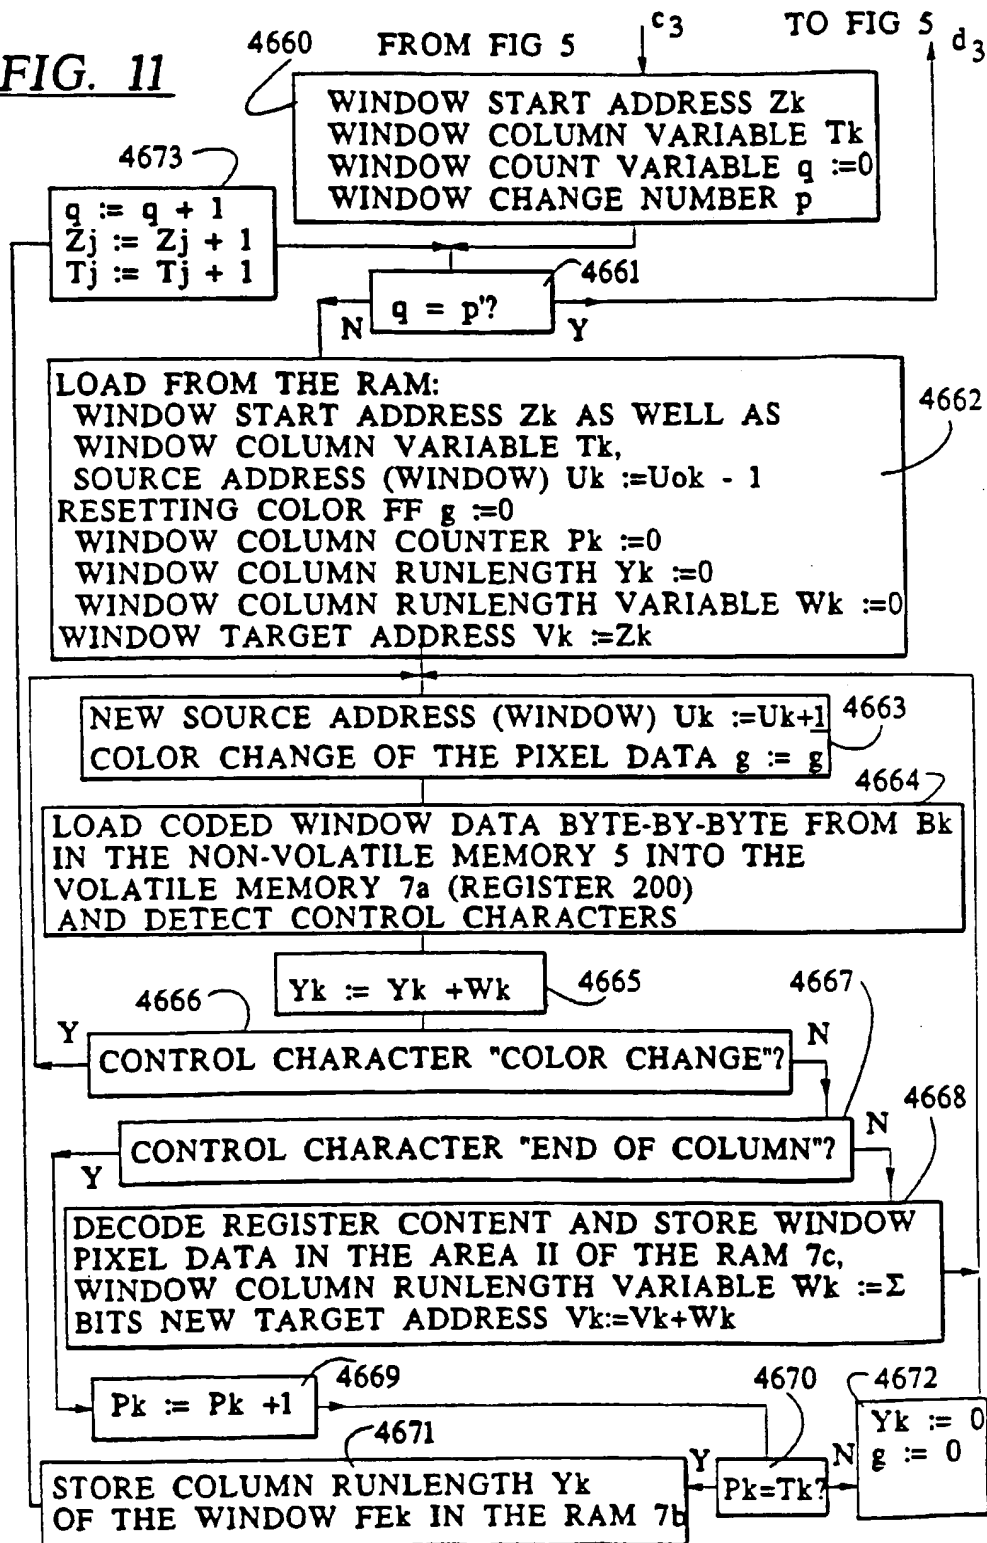 FIG. 11
4660
FROM FIG 5
c3
TO FIG 5
d3
WINDOW START ADDRESS Zk
WINDOW COLUMN VARIABLE Tk
WINDOW COUNT VARIABLE q :=0
WINDOW CHANGE NUMBER p
4673
q := q + 1
Zj := Zj + 1
Tj := Tj + 1
4661
q = p'?
N
Y
LOAD FROM THE RAM:
WINDOW START ADDRESS Zk AS WELL AS
WINDOW COLUMN VARIABLE Tk,
SOURCE ADDRESS (WINDOW) Uk :=Uok - 1
RESETTING COLOR FF g :=0
WINDOW COLUMN COUNTER Pk :=0
WINDOW COLUMN RUNLENGTH Yk :=0
WINDOW COLUMN RUNLENGTH VARIABLE Wk :=0
WINDOW TARGET ADDRESS Vk :=Zk
4662
NEW SOURCE ADDRESS (WINDOW) Uk :=Uk+1
COLOR CHANGE OF THE PIXEL DATA g := g̅
4663
4664
LOAD CODED WINDOW DATA BYTE-BY-BYTE FROM Bk
IN THE NON-VOLATILE MEMORY 5 INTO THE
VOLATILE MEMORY 7a (REGISTER 200)
AND DETECT CONTROL CHARACTERS
Yk := Yk +Wk
4665
4666
4667
Y
CONTROL CHARACTER "COLOR CHANGE"?
N
4668
CONTROL CHARACTER "END OF COLUMN"?
N
Y
DECODE REGISTER CONTENT AND STORE WINDOW
PIXEL DATA IN THE AREA II OF THE RAM 7c,
WINDOW COLUMN RUNLENGTH VARIABLE Wk :=Σ
BITS NEW TARGET ADDRESS Vk:=Vk+Wk
4669
Pk := Pk +1
4670
4672
Yk := 0
g := 0
4671
Y
Pk=Tk?
N
STORE COLUMN RUNLENGTH Yk
OF THE WINDOW FEk IN THE RAM 7b